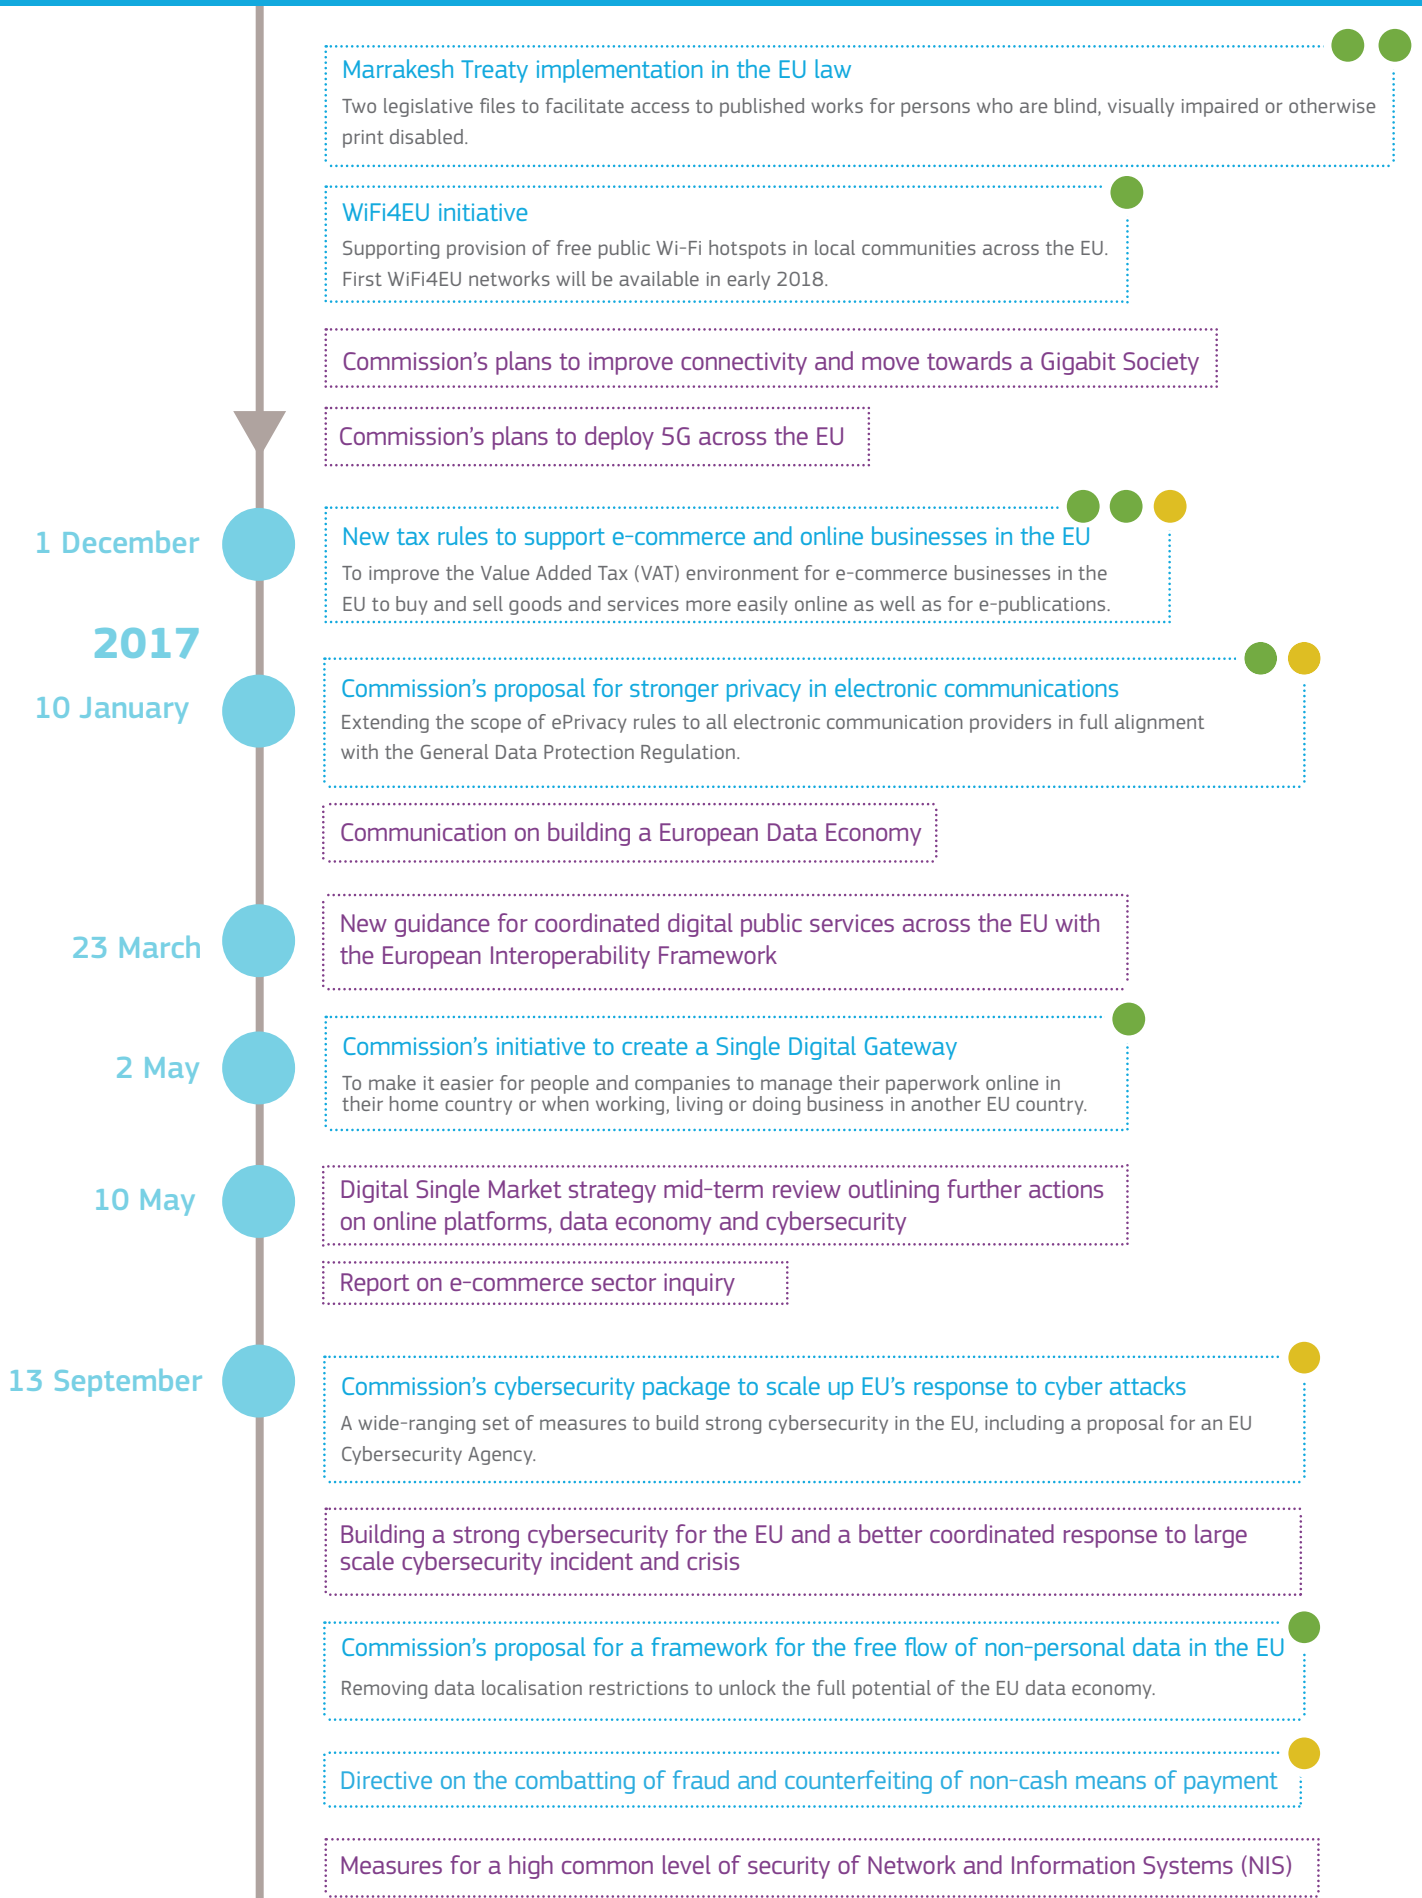 Marrakesh Treaty implementation in the EU law
Two legislative files to facilitate access to published works for persons who are blind, visually impaired or otherwise
print disabled.
WiFi4EU initiative
Supporting provision of free public Wi-Fi hotspots in local communities across the EU.
First WiFi4EU networks will be available in early 2018.
Commission's plans to improve connectivity and move towards a Gigabit Society
Commission's plans to deploy 5G across the EU
1 December
New tax rules to support e-commerce and online businesses in the EU
To improve the Value Added Tax (VAT) environment for e-commerce businesses in the
EU to buy and sell goods and services more easily online as well as for e-publications.
2017
10 January
Commission's proposal for stronger privacy in electronic communications
Extending the scope of ePrivacy rules to all electronic communication providers in full alignment
with the General Data Protection Regulation.
Communication on building a European Data Economy
23 March
New guidance for coordinated digital public services across the EU with
the European Interoperability Framework
2 May
Commission's initiative to create a Single Digital Gateway
To make it easier for people and companies to manage their paperwork online in
their home country or when working, living or doing business in another EU country.
10 May
Digital Single Market strategy mid-term review outlining further actions
on online platforms, data economy and cybersecurity
Report on e-commerce sector inquiry
13 September
Commission's cybersecurity package to scale up EU's response to cyber attacks
A wide-ranging set of measures to build strong cybersecurity in the EU, including a proposal for an EU
Cybersecurity Agency.
Building a strong cybersecurity for the EU and a better coordinated response to large
scale cybersecurity incident and crisis
Commission's proposal for a framework for the free flow of non-personal data in the EU
Removing data localisation restrictions to unlock the full potential of the EU data economy.
Directive on the combatting of fraud and counterfeiting of non-cash means of payment
Measures for a high common level of security of Network and Information Systems (NIS)